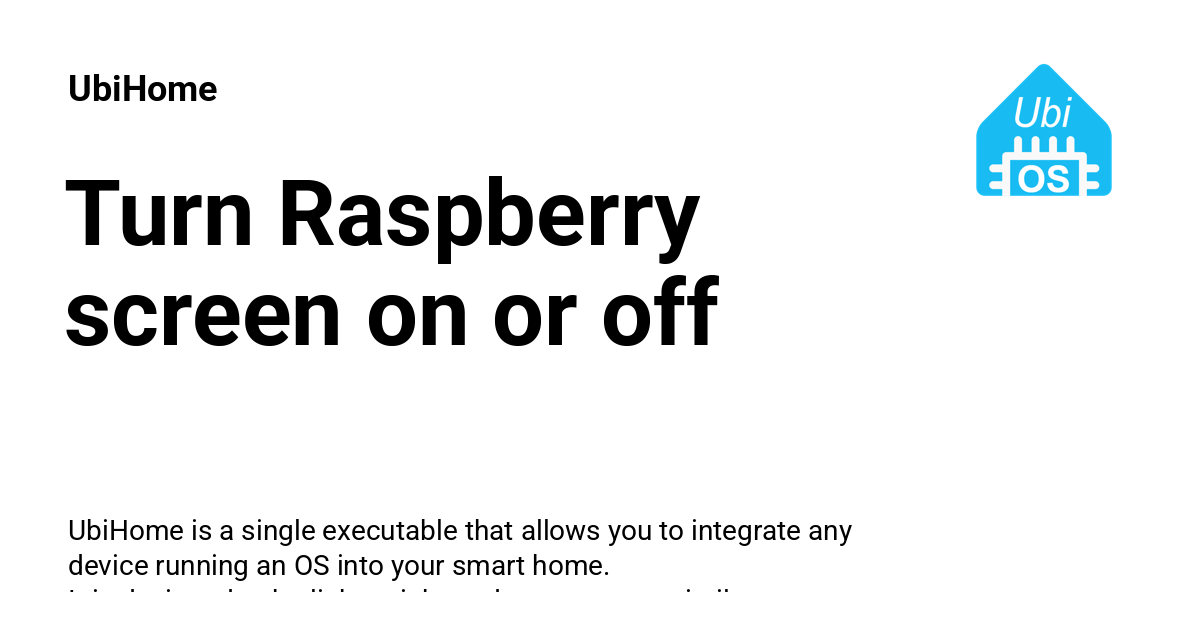 UbiHome
Ubi
OS
Turn Raspberry
screen on or off
UbiHome is a single executable that allows you to integrate any
device running an OS into your smart home.